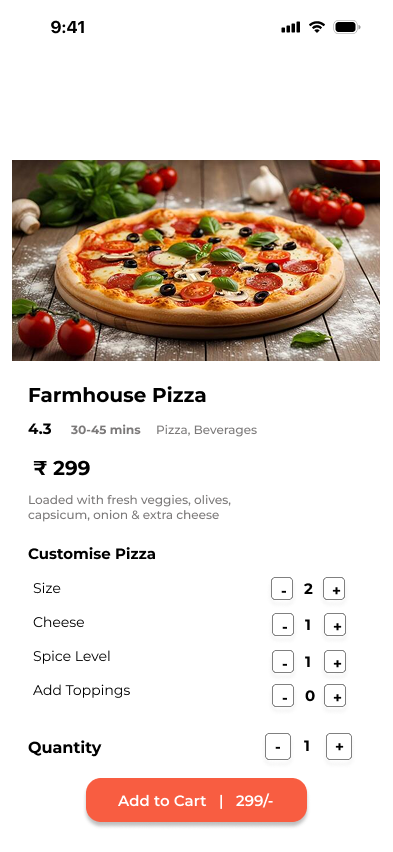 9:41
Farmhouse Pizza
4.3 30-45 mins Pizza, Beverages
₹ 299
Loaded with fresh veggies, olives,
capsicum, onion & extra cheese
Customise Pizza
Size - 2 +
Cheese - 1 +
Spice Level - 1 +
Add Toppings - 0 +
Quantity - 1 +
Add to Cart | 299/-